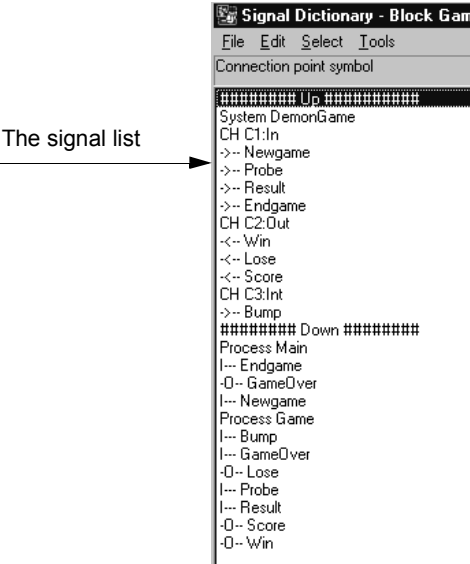 Signal Dictionary - Block Gam
File Edit Select Tools
Connection point symbol
######### Up ###########
The signal list
System DemonGame
CH C1:In
->-- Newgame
->-- Probe
->-- Result
->-- Endgame
CH C2:Out
-<-- Win
-<-- Lose
-<-- Score
CH C3:Int
->-- Bump
######## Down ########
Process Main
I--- Endgame
-O-- GameOver
I--- Newgame
Process Game
I--- Bump
I--- GameOver
-O-- Lose
I--- Probe
I--- Result
-O-- Score
-O-- Win